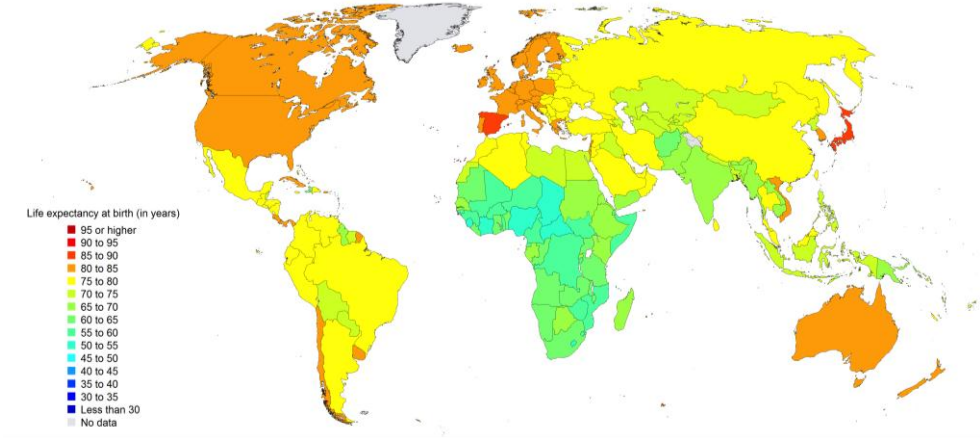 Life expectancy at birth (in years)
95 or higher
90 to 95
85 to 90
80 to 85
75 to 80
70 to 75
65 to 70
60 to 65
55 to 60
50 to 55
45 to 50
40 to 45
35 to 40
30 to 35
Less than 30
No data